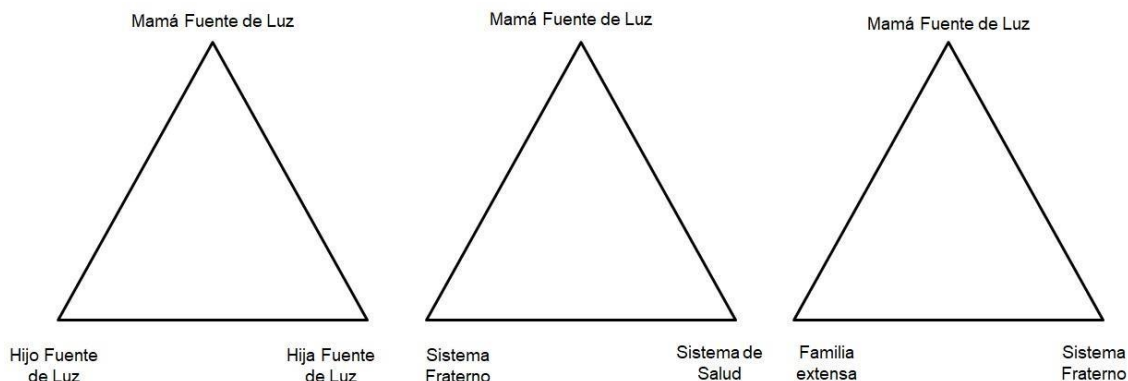 Mamá Fuente de Luz
Hijo Fuente
de Luz
Hija Fuente
de Luz
Mamá Fuente de Luz
Sistema
Fraterno
Sistema de
Salud
Mamá Fuente de Luz
Familia
extensa
Sistema
Fraterno